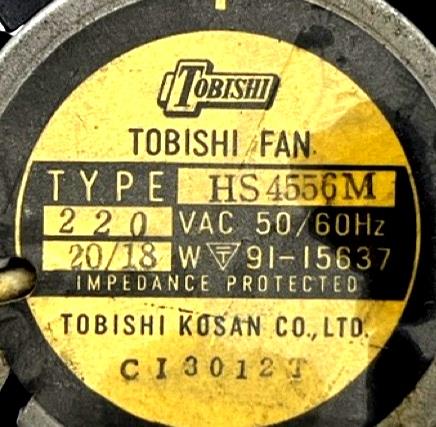 TOBISHI
TOBISHI FAN
TYPE HS4556M
220 VAC 50/60Hz
20/18 W T 91-15637
IMPEDANCE PROTECTED
TOBISHI KOSAN CO., LTD.
CI3012T